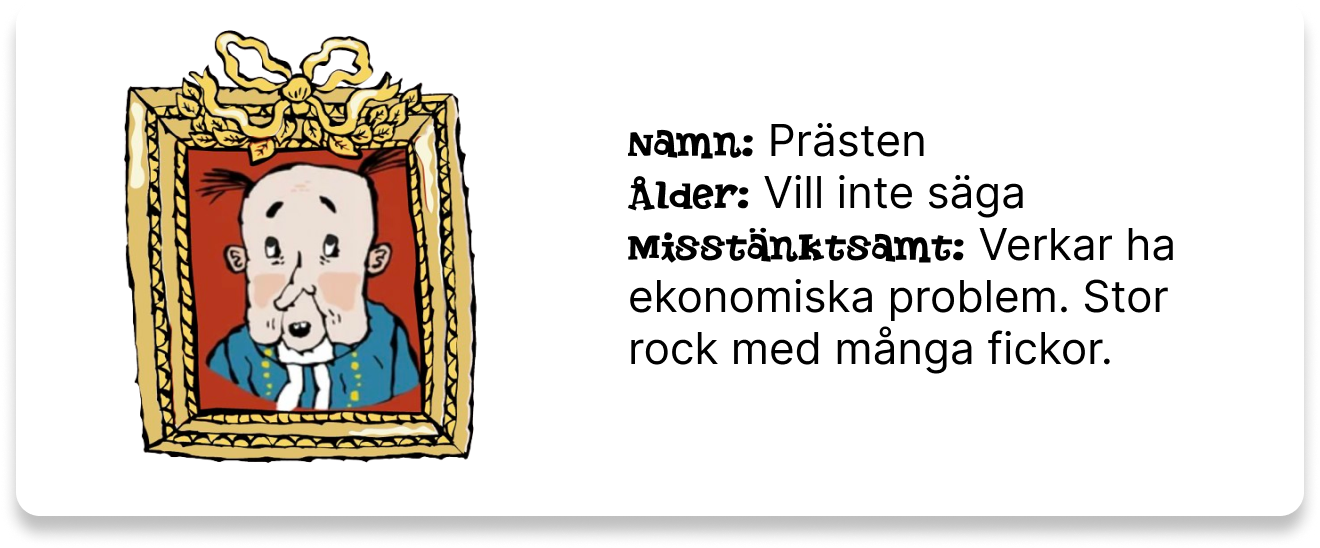 Namn: Prästen
Ålder: Vill inte säga
Misstänktsamt: Verkar ha
ekonomiska problem. Stor
rock med många fickor.